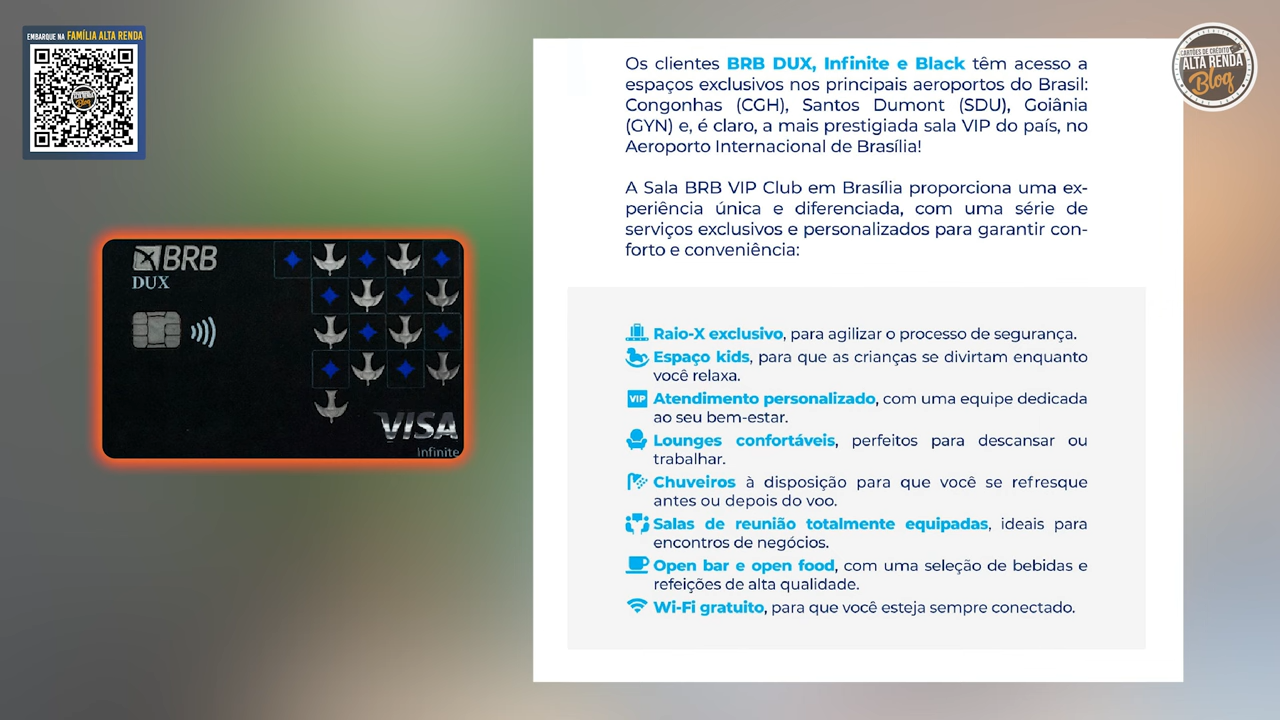 EMBARQUE NA FAMÍLIA ALTA RENDA
ALTA RENDA
Blog
CARTÕES DE CRÉDITO
ALTA RENDA
Blog
BRB
DUX
VISA
Infinite
Os clientes BRB DUX, Infinite e Black têm acesso a
espaços exclusivos nos principais aeroportos do Brasil:
Congonhas (CGH), Santos Dumont (SDU), Goiânia
(GYN) e, é claro, a mais prestigiada sala VIP do país, no
Aeroporto Internacional de Brasília!
A Sala BRB VIP Club em Brasília proporciona uma ex-
periência única e diferenciada, com uma série de
serviços exclusivos e personalizados para garantir con-
forto e conveniência:
Raio-X exclusivo, para agilizar o processo de segurança.
Espaço kids, para que as crianças se divirtam enquanto
você relaxa.
VIP Atendimento personalizado, com uma equipe dedicada
ao seu bem-estar.
Lounges confortáveis, perfeitos para descansar ou
trabalhar.
Chuveiros à disposição para que você se refresque
antes ou depois do voo.
Salas de reunião totalmente equipadas, ideais para
encontros de negócios.
Open bar e open food, com uma seleção de bebidas e
refeições de alta qualidade.
Wi-Fi gratuito, para que você esteja sempre conectado.